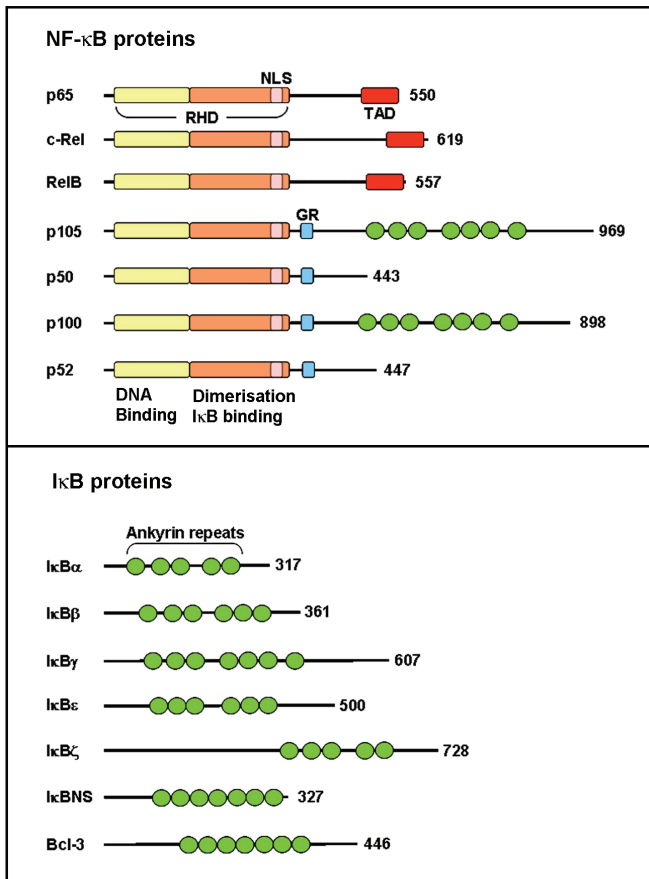 NF-κB proteins
NLS
p65 550
RHD TAD
c-Rel 619
RelB 557
GR
p105 969
p50 443
p100 898
p52 447
DNA Dimerisation
Binding IκB binding
IκB proteins
Ankyrin repeats
IκBα 317
IκBβ 361
IκBγ 607
IκBε 500
IκBζ 728
IκBNS 327
Bcl-3 446